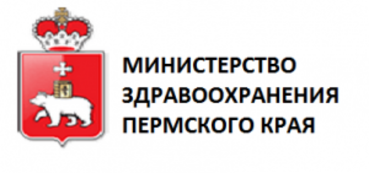 МИНИСТЕРСТВО
ЗДРАВООХРАНЕНИЯ
ПЕРМСКОГО КРАЯ